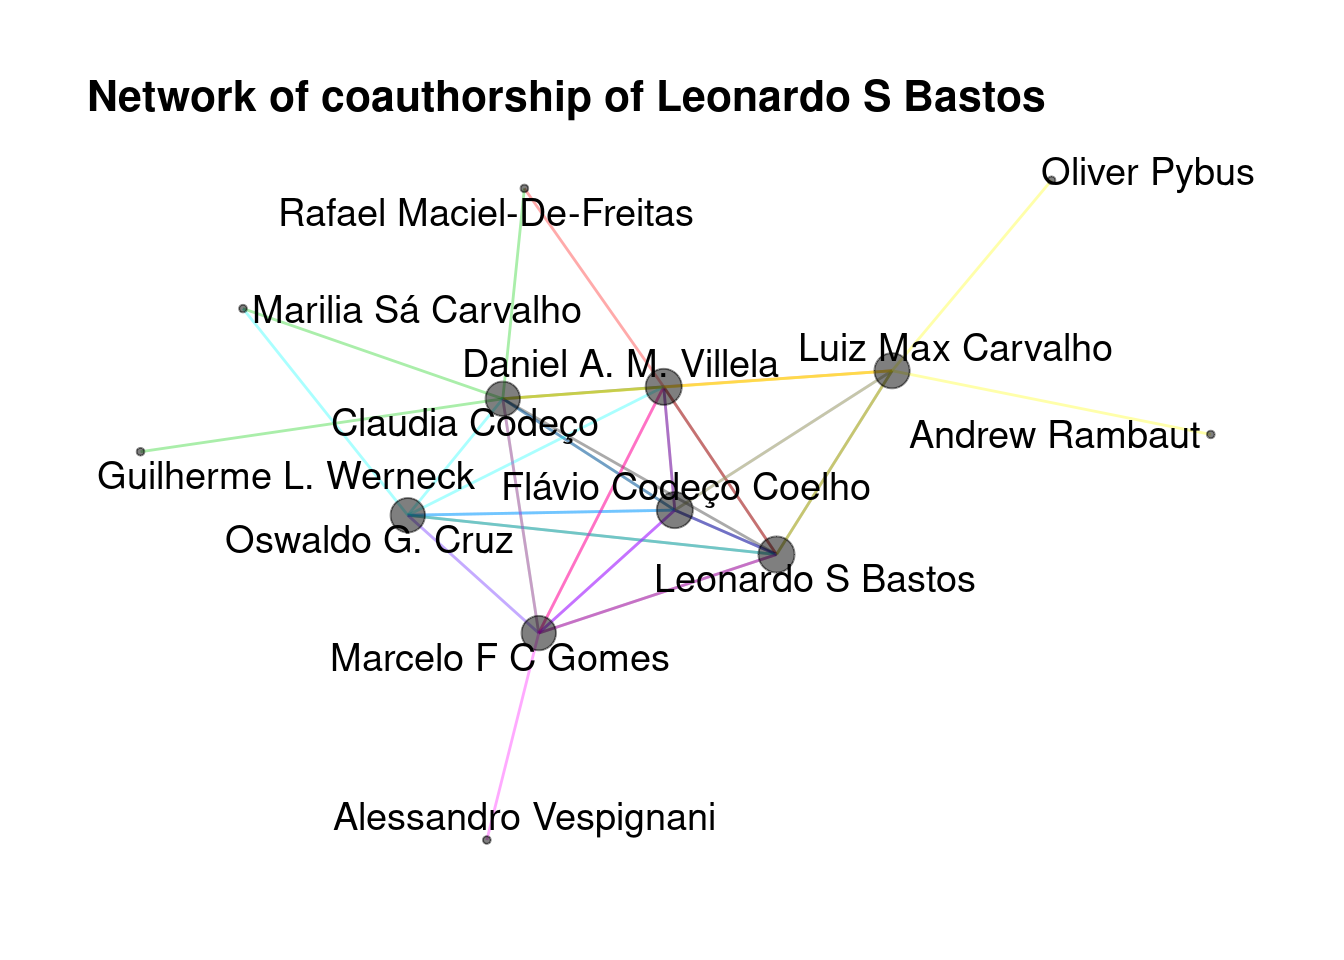 Network of coauthorship of Leonardo S Bastos
Oliver Pybus
Rafael Maciel-De-Freitas
Marilia Sá Carvalho
Luiz Max Carvalho
Daniel A. M. Villela
Claudia Codeço
Andrew Rambaut
Guilherme L. Werneck
Flávio Codeço Coelho
Oswaldo G. Cruz
Leonardo S Bastos
Marcelo F C Gomes
Alessandro Vespignani